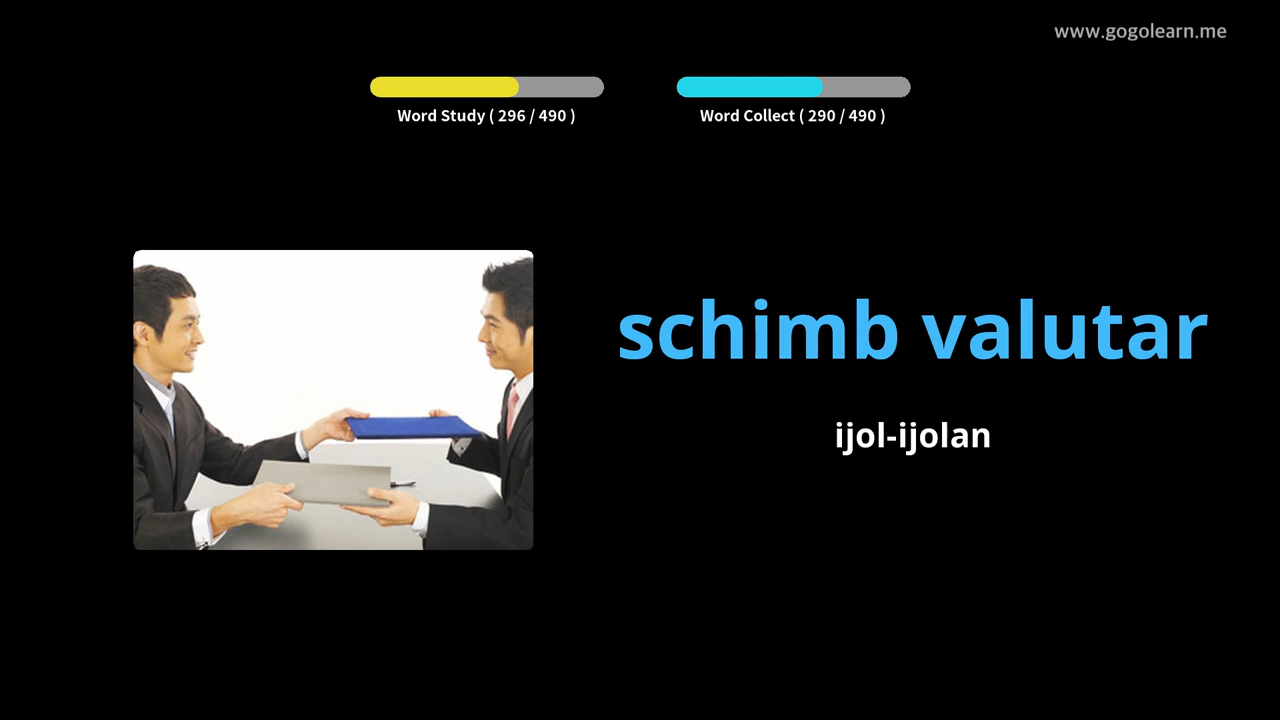 www.gogolearn.me
Word Study ( 296 / 490 )
Word Collect ( 290 / 490 )
schimb valutar
ijol-ijolan